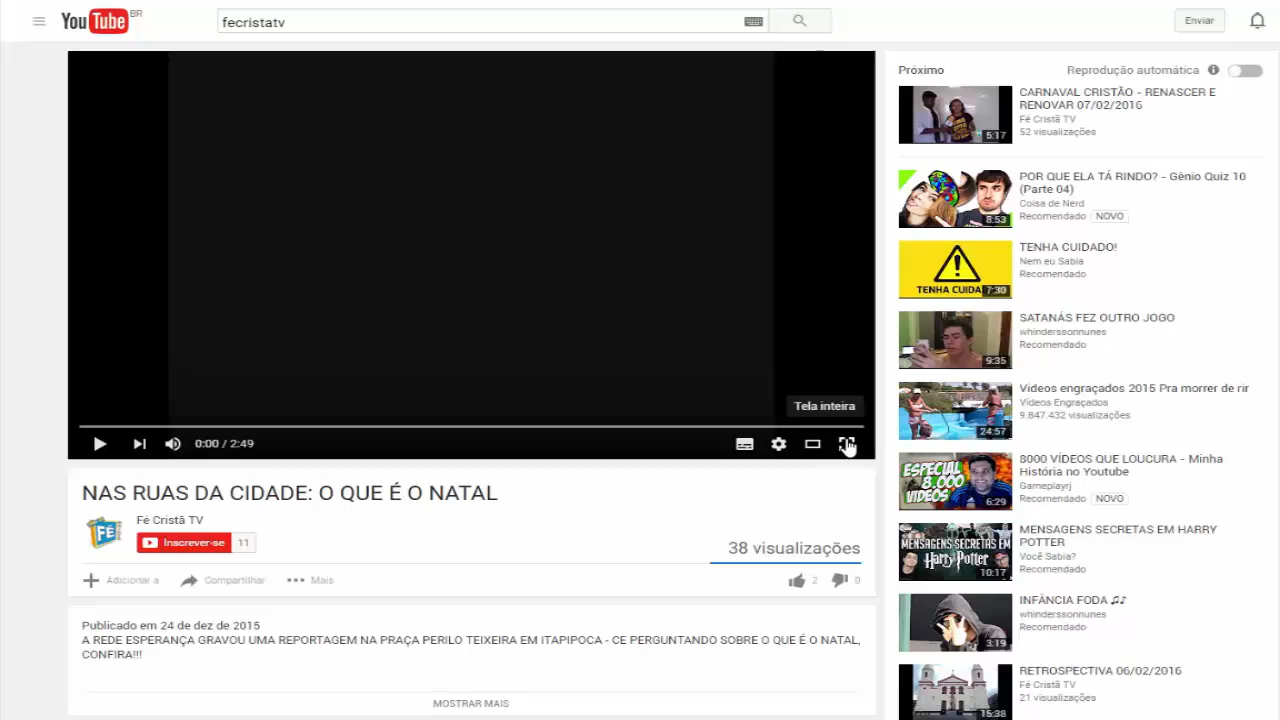 YouTube BR
fecristatv
Enviar
Tela inteira
0:00 / 2:49
NAS RUAS DA CIDADE: O QUE É O NATAL
FÉ
Fé Cristã TV
Inscrever-se 11
38 visualizações
Adicionar a Compartilhar Mais 2 0
Publicado em 24 de dez de 2015
A REDE ESPERANÇA GRAVOU UMA REPORTAGEM NA PRAÇA PERILO TEIXEIRA EM ITAPIPOCA - CE PERGUNTANDO SOBRE O QUE É O NATAL,
CONFIRA!!!
MOSTRAR MAIS
Próximo Reprodução automática
5:17
CARNAVAL CRISTÃO - RENASCER E
RENOVAR 07/02/2016
Fé Cristã TV
52 visualizações
8:53
POR QUE ELA TÁ RINDO? - Gênio Quiz 10
(Parte 04)
Coisa de Nerd
Recomendado NOVO
TENHA CUIDA 7:30
TENHA CUIDADO!
Nem eu Sabia
Recomendado
9:35
SATANÁS FEZ OUTRO JOGO
whinderssonnunes
Recomendado
24:57
Videos engraçados 2015 Pra morrer de rir
Vídeos Engraçados
9.847.432 visualizações
ESPECIAL
8.000
VIDEOS 6:29
8000 VÍDEOS QUE LOUCURA - Minha
História no Youtube
Gameplayrj
Recomendado NOVO
MENSAGENS SECRETAS EM
Harry Potter
10:17
MENSAGENS SECRETAS EM HARRY
POTTER
Você Sabia?
Recomendado
3:19
INFÂNCIA FODA ♫♪
whinderssonnunes
Recomendado
15:38
RETROSPECTIVA 06/02/2016
Fé Cristã TV
21 visualizações